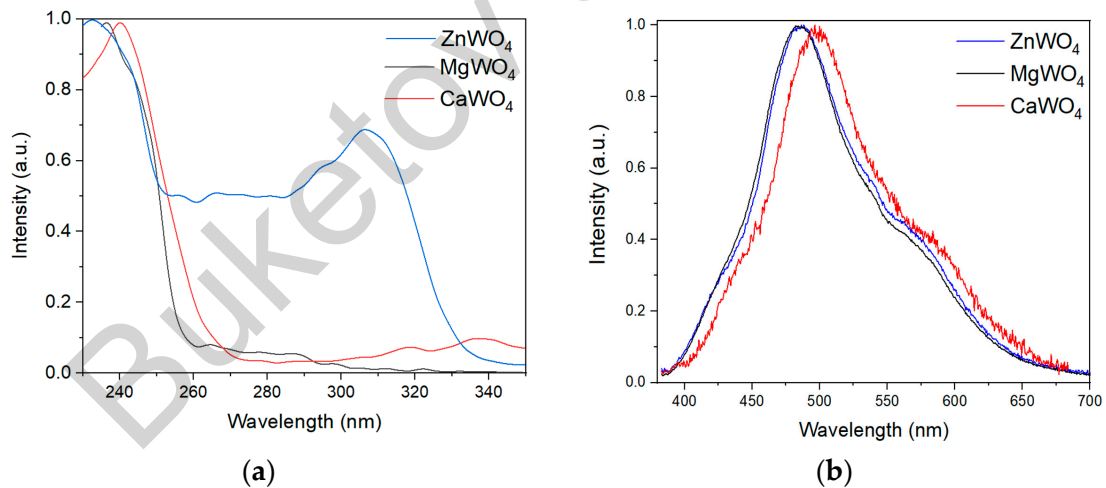 Buketov
1.0
0.8
0.6
0.4
0.2
0.0
Intensity (a.u.)
ZnWO₄
MgWO₄
CaWO₄
240 260 280 300 320 340
Wavelength (nm)
(a)
1.0
0.8
0.6
0.4
0.2
0.0
Intensity (a.u.)
ZnWO₄
MgWO₄
CaWO₄
400 450 500 550 600 650 700
Wavelength (nm)
(b)